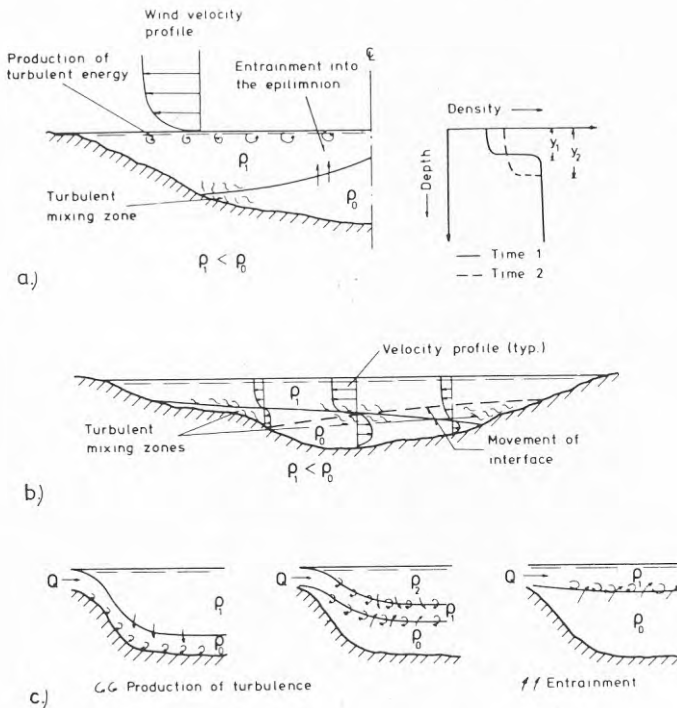 Wind velocity
profile
Production of
turbulent energy
Entrainment into
the epilimnion
℄
ρ₁
Turbulent
mixing zone
ρ₀
ρ₁ < ρ₀
a.)
Density
Depth
y₁
y₂
Time 1
Time 2
Velocity profile (typ.)
ρ₁
ρ₀
Turbulent
mixing zones
Movement of
interface
ρ₁ < ρ₀
b.)
Q
ρ₁
ρ₀
Q
ρ₂
ρ₁
ρ₀
Q
ρ₁
ρ₀
Production of turbulence
Entrainment
c.)